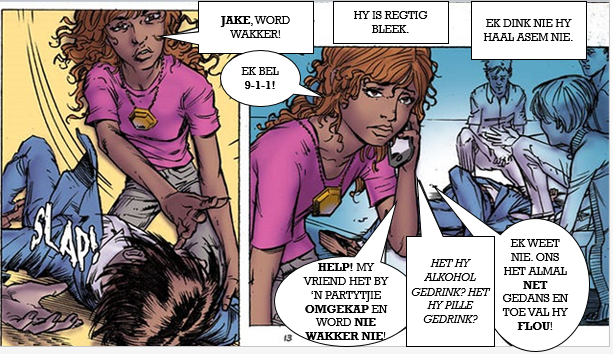 JAKE, WORD
WAKKER!
SLAP!
HY IS REGTIG
BLEEK.
EK DINK NIE HY
HAAL ASEM NIE.
EK BEL
9-1-1!
HELP! MY
VRIEND HET BY
'N PARTYTJIE
OMGEKAP EN
WORD NIE
WAKKER NIE!
HET HY
ALKOHOL
GEDRINK? HET
HY PILLE
GEDRINK?
EK WEET
NIE. ONS
HET ALMAL
NET
GEDANS EN
TOE VAL HY
FLOU!
13